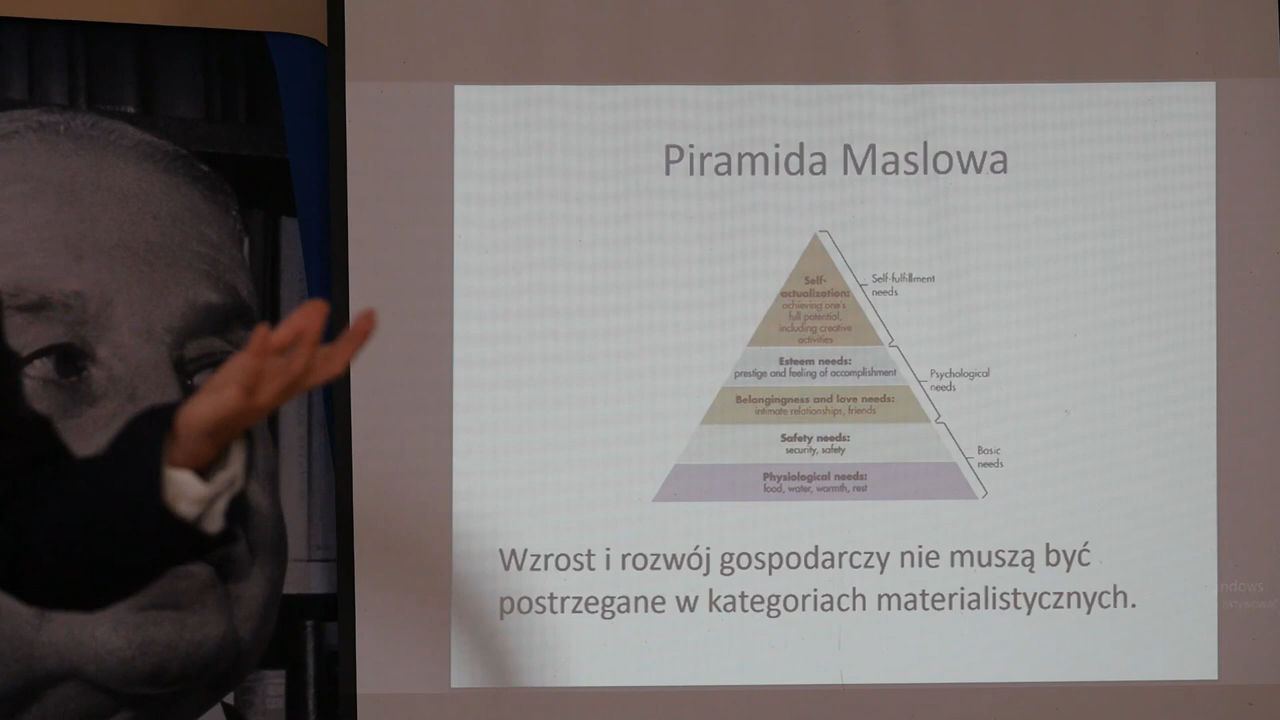 Piramida Maslowa
Self-
actualization:
achieving one's
full potential,
including creative
activities
Self-fulfillment
needs
Esteem needs:
prestige and feeling of accomplishment
Psychological
needs
Belongingness and love needs:
intimate relationships, friends
Safety needs:
security, safety
Basic
needs
Physiological needs:
food, water, warmth, rest
Wzrost i rozwój gospodarczy nie muszą być
postrzegane w kategoriach materialistycznych.
ndows